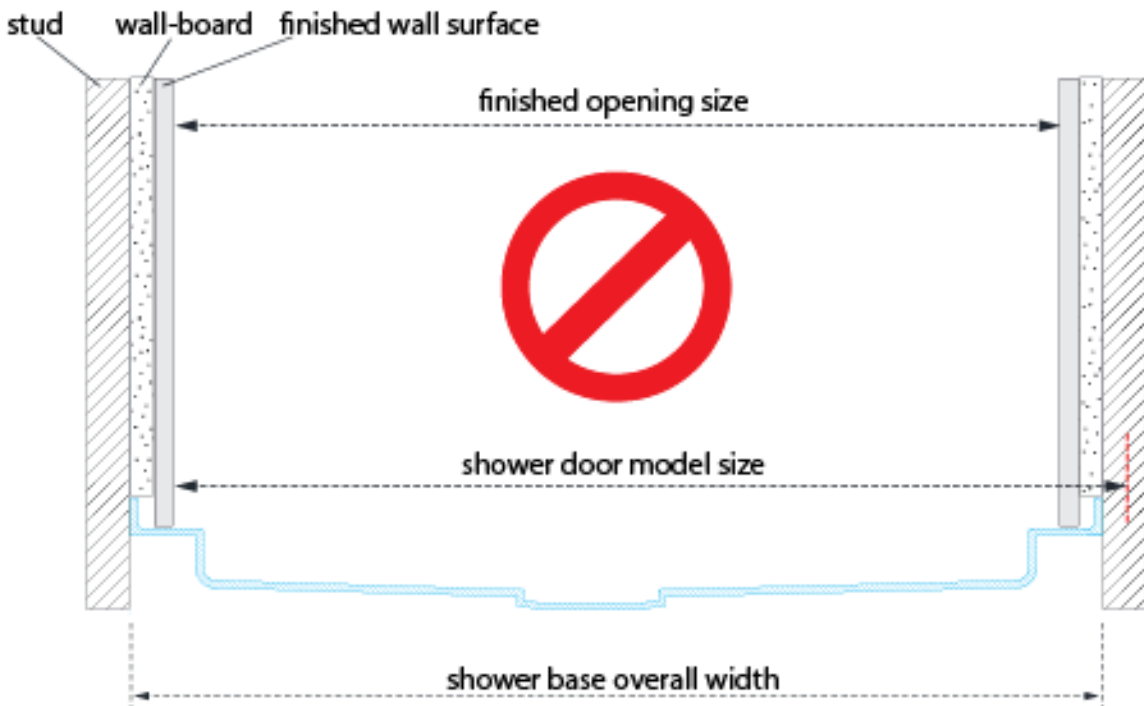 stud wall-board finished wall surface
finished opening size
shower door model size
shower base overall width